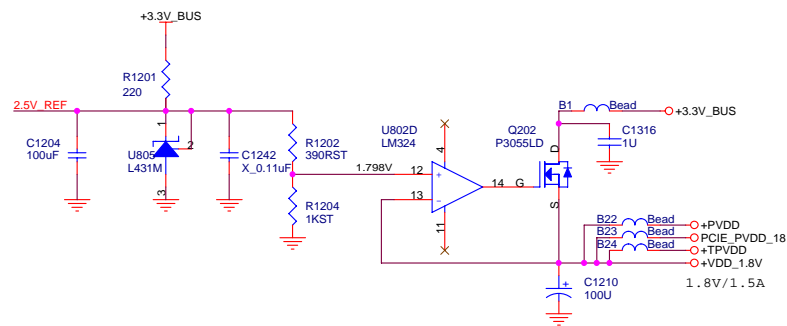 +3.3V_BUS
R1201
220
2.5V_REF
C1204
100uF
1
2
3
U805
L431M
C1242
X_0.11uF
R1202
390RST
1.798V
R1204
1KST
U802D
LM324
4
12
+
13
−
14
11
G
Q202
P3055LD
D
S
B1
Bead
+3.3V_BUS
C1316
1U
B22
Bead
+PVDD
B23
Bead
PCIE_PVDD_18
B24
Bead
+TPVDD
+VDD_1.8V
1.8V/1.5A
+
C1210
100U